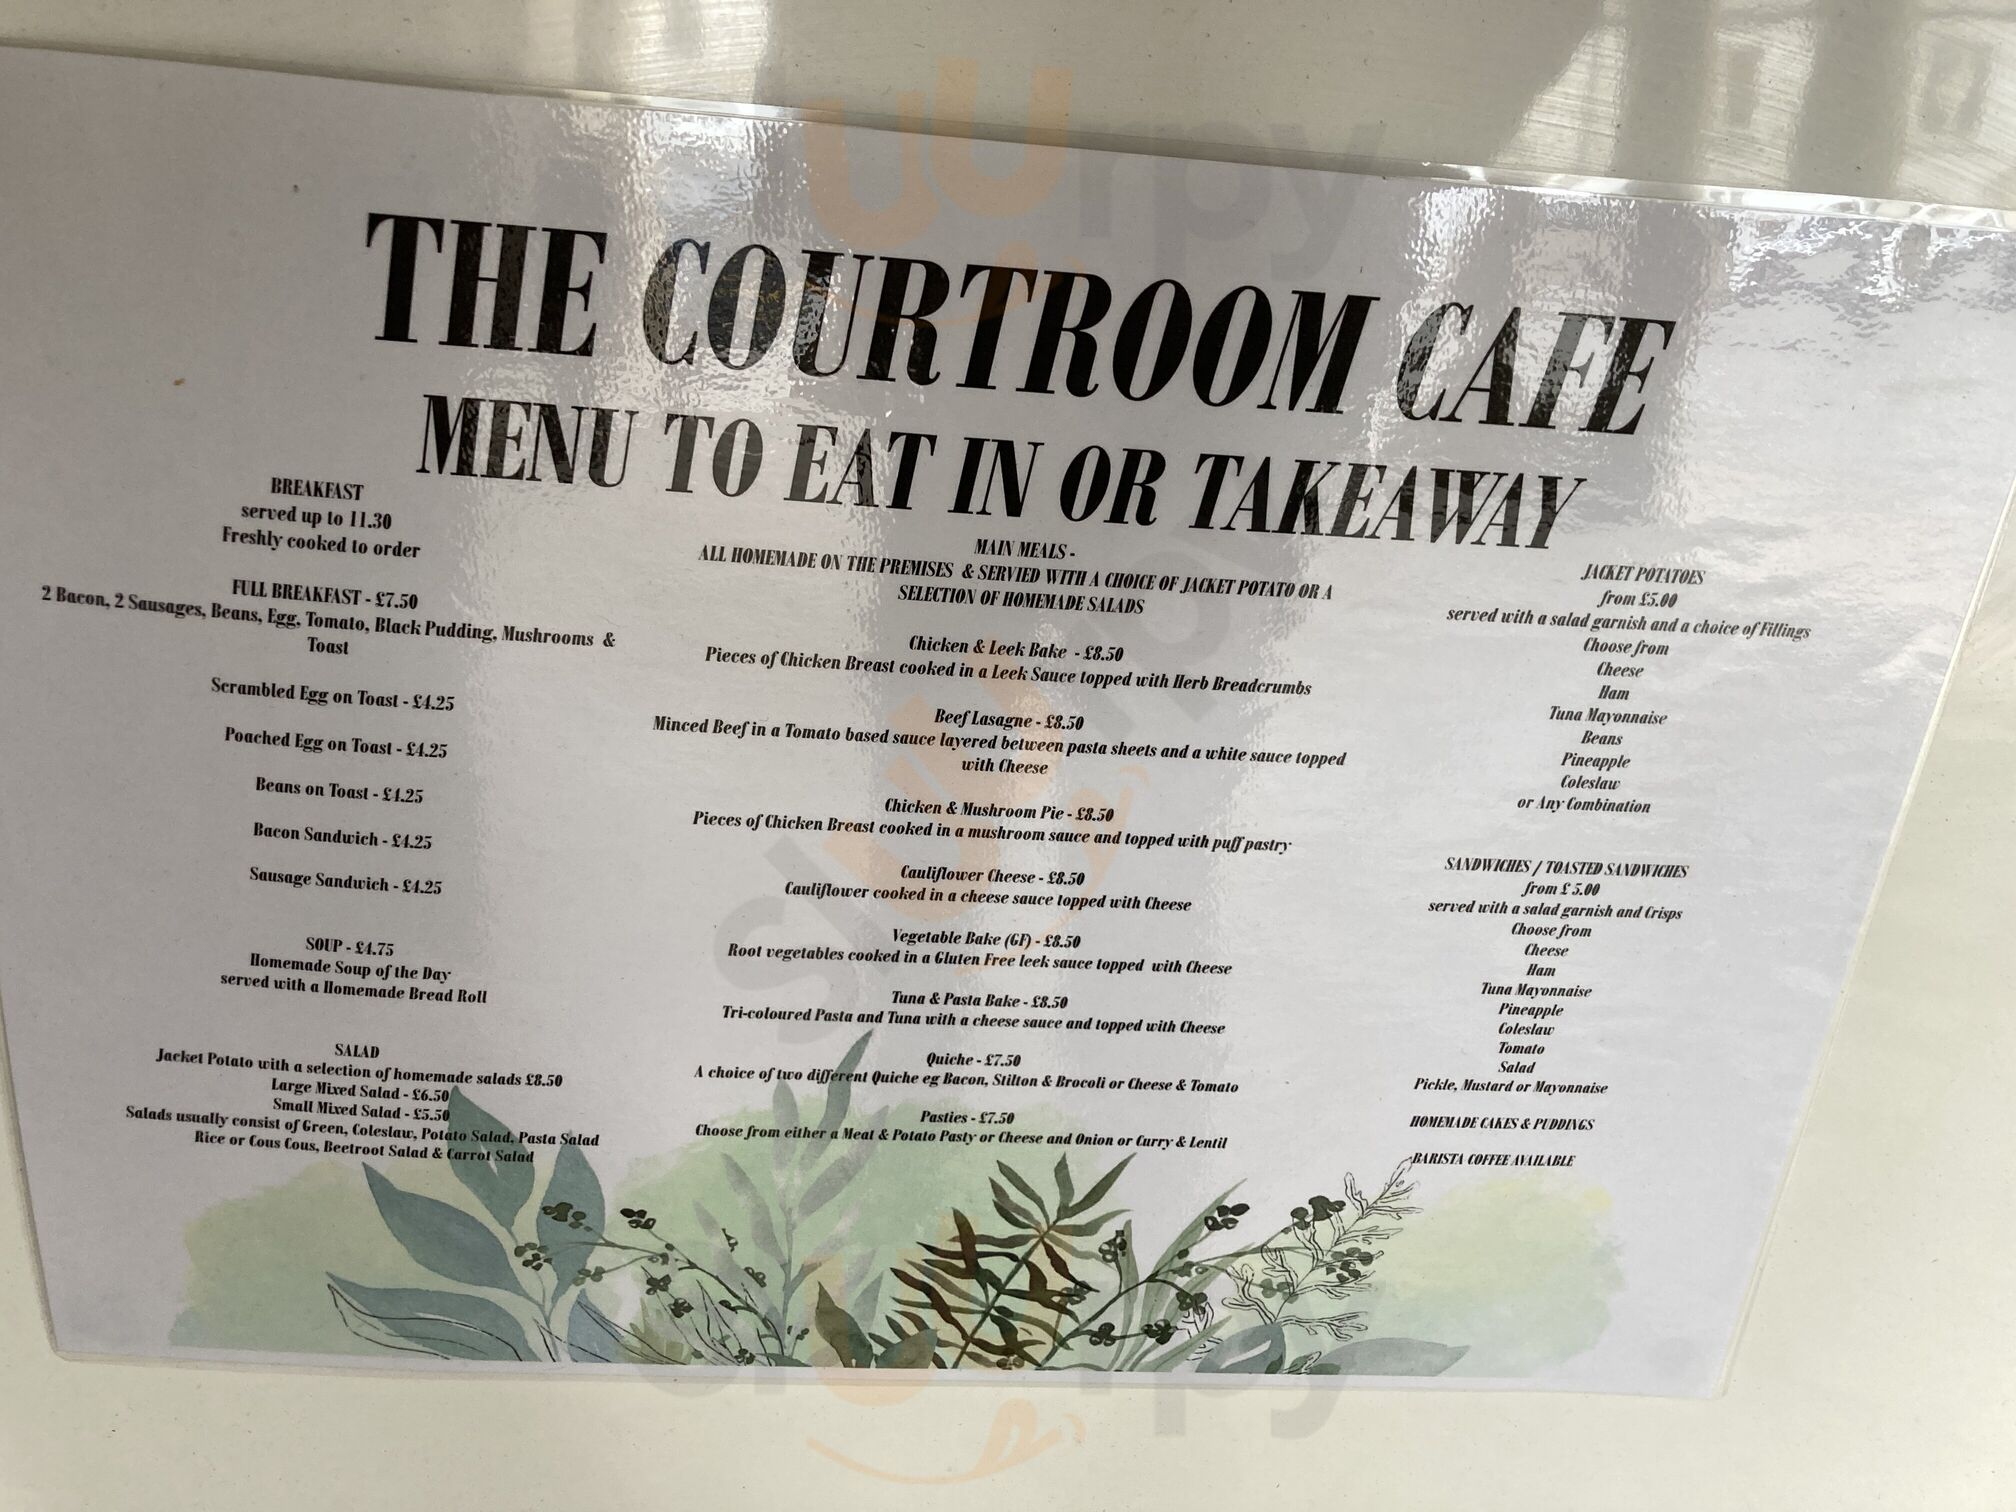 THE COURTROOM CAFE
MENU TO EAT IN OR TAKEAWAY
BREAKFAST
served up to 11.30
Freshly cooked to order
FULL BREAKFAST - £7.50
2 Bacon, 2 Sausages, Beans, Egg, Tomato, Black Pudding, Mushrooms &
Toast
Scrambled Egg on Toast - £4.25
Poached Egg on Toast - £4.25
Beans on Toast - £4.25
Bacon Sandwich - £4.25
Sausage Sandwich - £4.25
SOUP - £4.75
Homemade Soup of the Day
served with a Homemade Bread Roll
SALAD
Jacket Potato with a selection of homemade salads £8.50
Large Mixed Salad - £6.50
Small Mixed Salad - £5.50
Salads usually consist of Green, Coleslaw, Potato Salad, Pasta Salad
Rice or Cous Cous, Beetroot Salad & Carrot Salad
MAIN MEALS -
ALL HOMEMADE ON THE PREMISES & SERVIED WITH A CHOICE OF JACKET POTATO OR A
SELECTION OF HOMEMADE SALADS
Chicken & Leek Bake - £8.50
Pieces of Chicken Breast cooked in a Leek Sauce topped with Herb Breadcrumbs
Beef Lasagne - £8.50
Minced Beef in a Tomato based sauce layered between pasta sheets and a white sauce topped
with Cheese
Chicken & Mushroom Pie - £8.50
Pieces of Chicken Breast cooked in a mushroom sauce and topped with puff pastry
Cauliflower Cheese - £8.50
Cauliflower cooked in a cheese sauce topped with Cheese
Vegetable Bake (GF) - £8.50
Root vegetables cooked in a Gluten Free leek sauce topped with Cheese
Tuna & Pasta Bake - £8.50
Tri-coloured Pasta and Tuna with a cheese sauce and topped with Cheese
Quiche - £7.50
A choice of two different Quiche eg Bacon, Stilton & Brocoli or Cheese & Tomato
Pasties - £7.50
Choose from either a Meat & Potato Pasty or Cheese and Onion or Curry & Lentil
JACKET POTATOES
from £5.00
served with a salad garnish and a choice of Fillings
Choose from
Cheese
Ham
Tuna Mayonnaise
Beans
Pineapple
Coleslaw
or Any Combination
SANDWICHES / TOASTED SANDWICHES
from £ 5.00
served with a salad garnish and Crisps
Choose from
Cheese
Ham
Tuna Mayonnaise
Pineapple
Coleslaw
Tomato
Salad
Pickle, Mustard or Mayonnaise
HOMEMADE CAKES & PUDDINGS
BARISTA COFFEE AVAILABLE